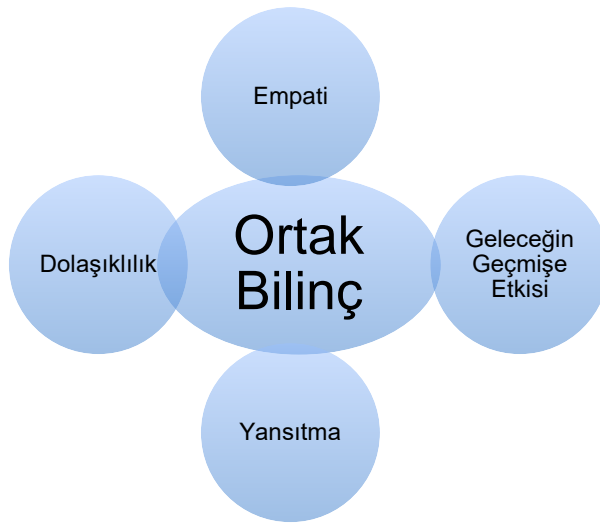 Empati
Dolaşıklılık
Ortak
Bilinç
Geleceğin
Geçmişe
Etkisi
Yansıtma